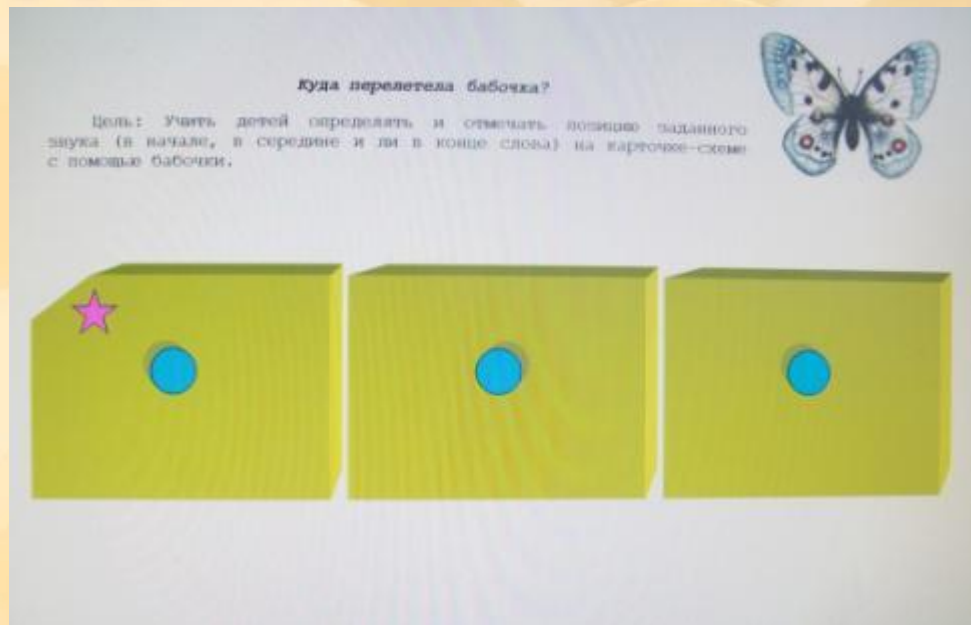 Куда перелетела бабочка?
Цель: Учить детей определять и отмечать позицию заданного
звука (в начале, в середине и ли в конце слова) на карточке-схеме
с помощью бабочки.